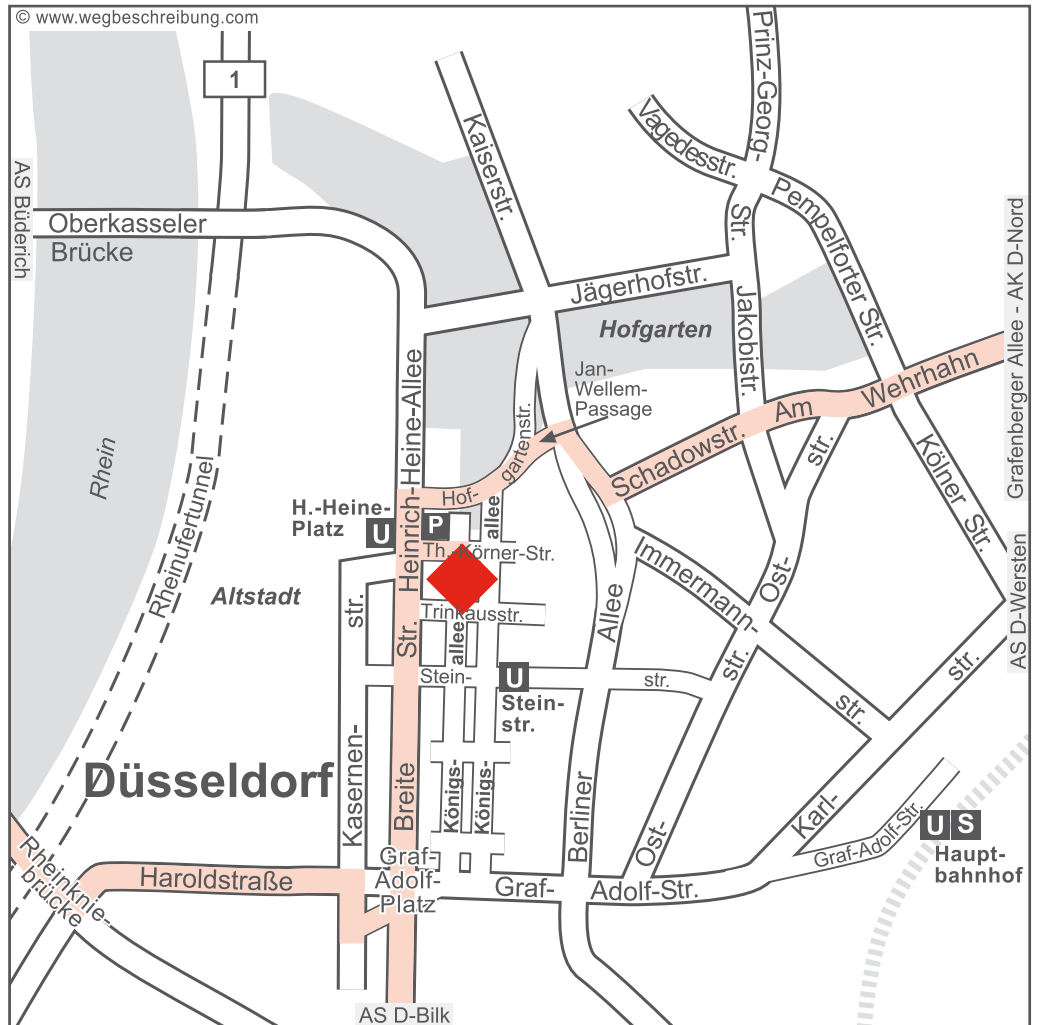 © www.wegbeschreibung.com
1
Prinz-Georg-
Str.
Kaiserstr.
Vagedesstr.
Pempelforter Str.
AS Büderich
Oberkasseler
Brücke
Grafenberger Allee - AK D-Nord
Jägerhofstr.
Jakobistr.
Hofgarten
Jan-
Wellem-
Passage
Am
Wehrhahn
Schadowstr.
Heinrich-Heine-Allee
Hof-
gartenstr.
Rhein
Rheinufertunnel
Kölner Str.
str.
H.-Heine-
Platz
U
P
allee
Th.-Körner-Str.
Immermann-
str.
Ost-
str.
AS D-Wersten
Altstadt
Trinkausstr.
allee
Allee
str.
Str.
Stein-
str.
U
Stein-
str.
str.
Düsseldorf
Kasernen-
Breite
Königs-
Königs-
Berliner
Ost-
Karl-
Graf-Adolf-Str.
U
S
Haupt-
bahnhof
Rheinknie-
brücke
Haroldstraße
Graf-
Adolf-
Platz
Graf-
Adolf-Str.
AS D-Bilk